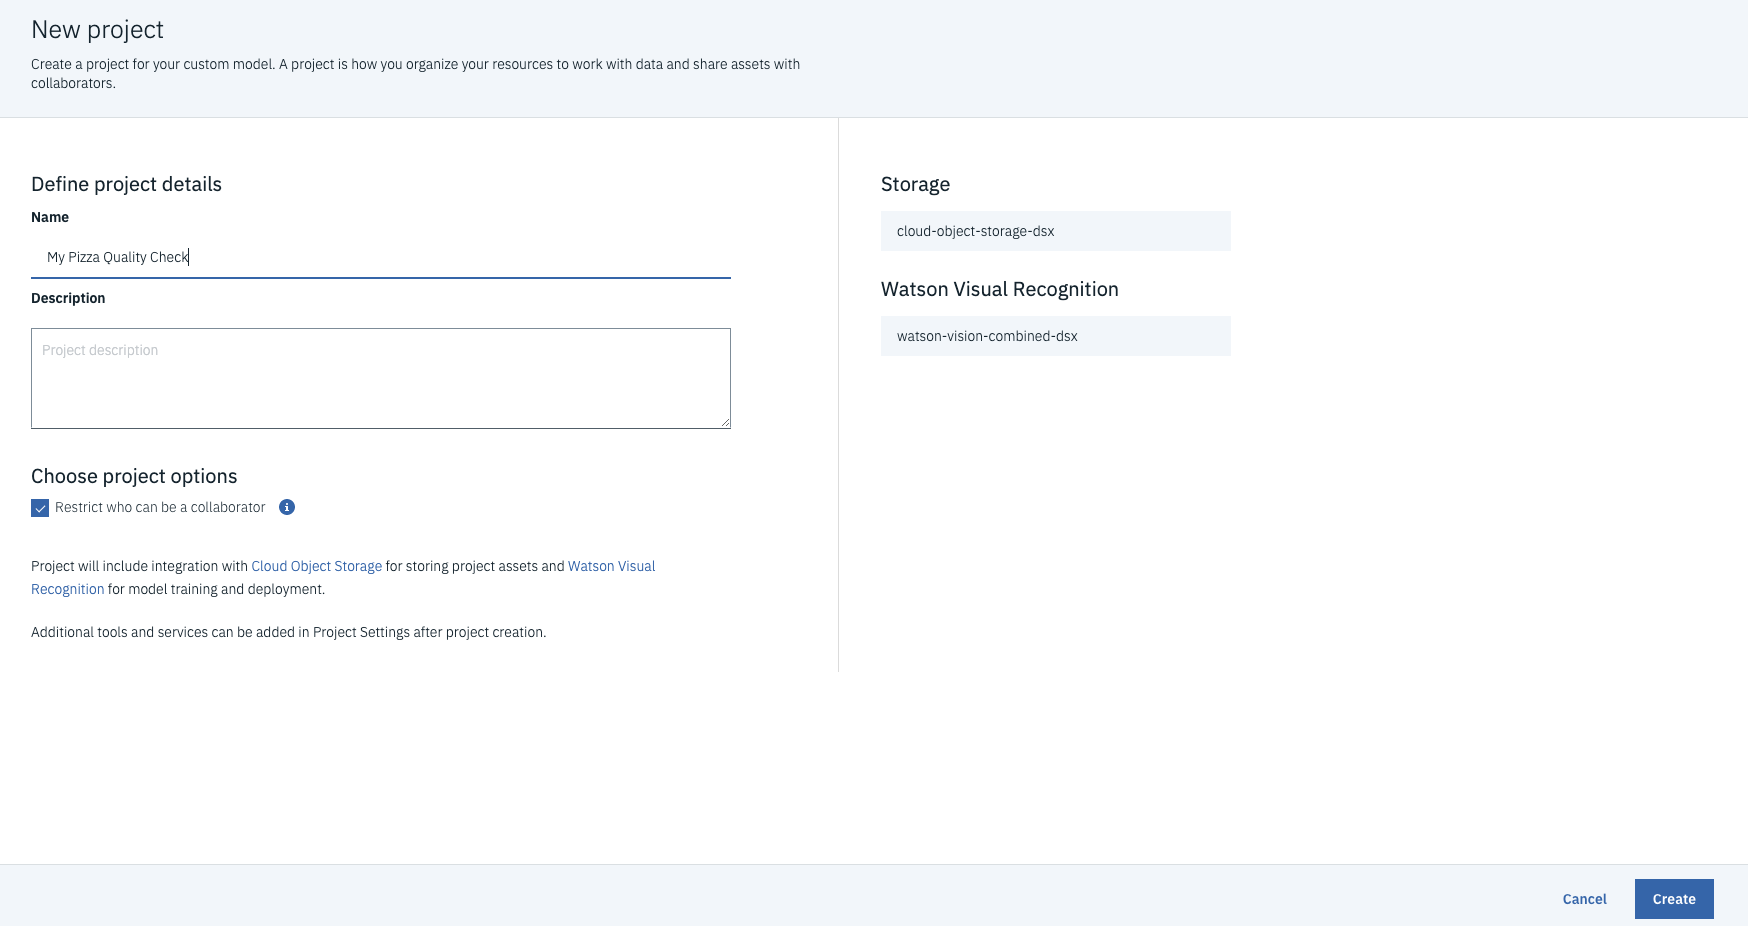 New project
Create a project for your custom model. A project is how you organize your resources to work with data and share assets with
collaborators.
Define project details
Name
My Pizza Quality Check
Description
Project description
Choose project options
Restrict who can be a collaborator
Project will include integration with Cloud Object Storage for storing project assets and Watson Visual
Recognition for model training and deployment.
Additional tools and services can be added in Project Settings after project creation.
Storage
cloud-object-storage-dsx
Watson Visual Recognition
watson-vision-combined-dsx
Cancel
Create